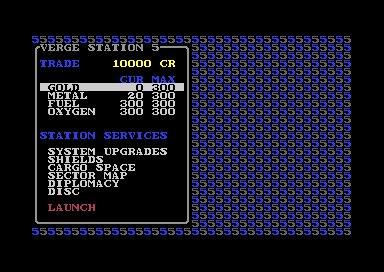 VERGE STATION 5
TRADE 10000 CR
CUR MAX
GOLD 0 300
METAL 20 300
FUEL 300 300
OXYGEN 300 300
STATION SERVICES
SYSTEM UPGRADES
SHIELDS
CARGO SPACE
SECTOR MAP
DIPLOMACY
DISC
LAUNCH